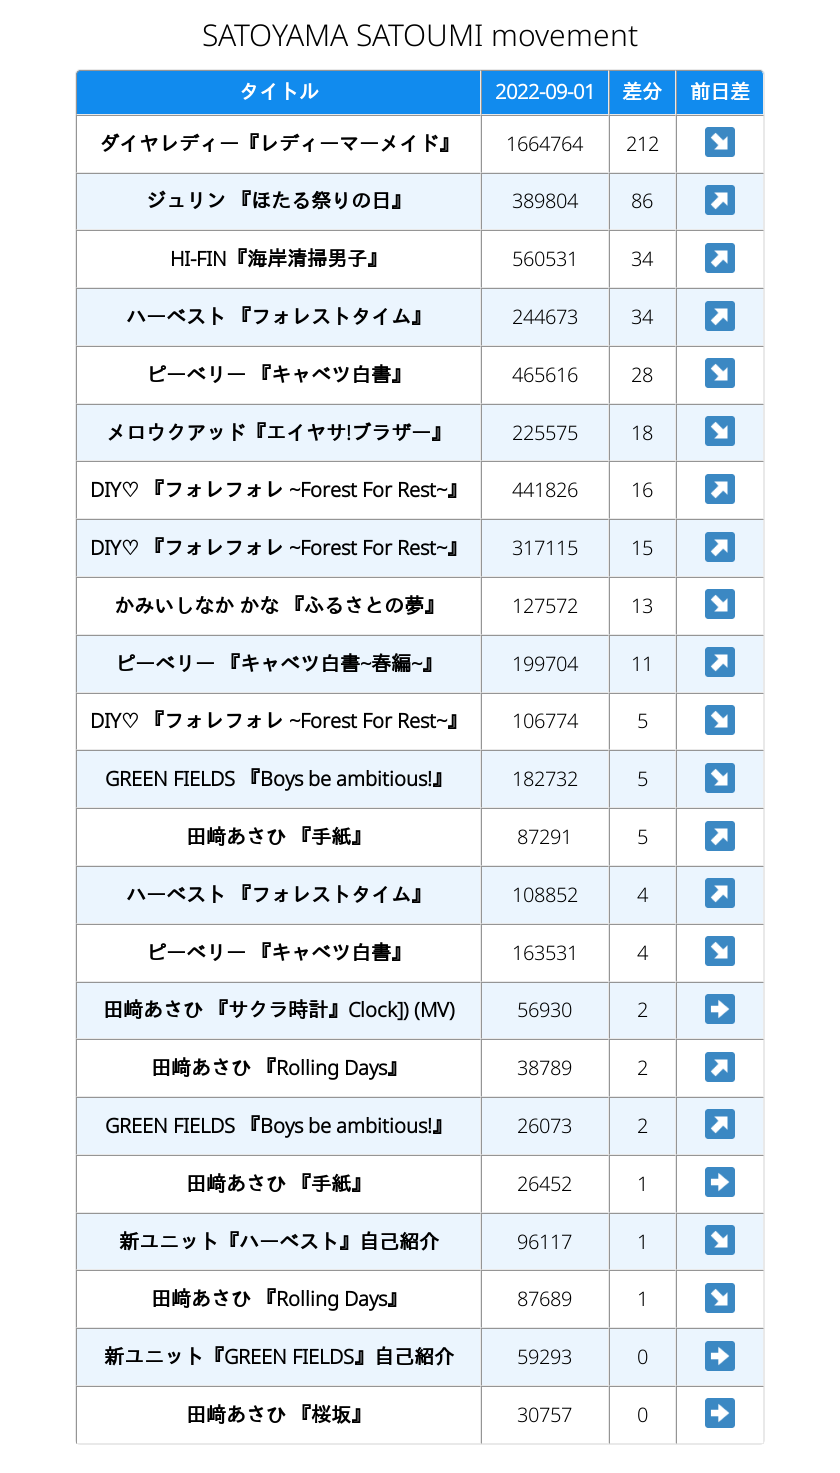 SATOYAMA SATOUMI movement
タイトル 2022-09-01 差分 前日差
ダイヤレディー『レディーマーメイド』 1664764 212 ↘
ジュリン 『ほたる祭りの日』 389804 86 ↗
HI-FIN『海岸清掃男子』 560531 34 ↗
ハーベスト 『フォレストタイム』 244673 34 ↗
ピーベリー 『キャベツ白書』 465616 28 ↘
メロウクアッド『エイヤサ!ブラザー』 225575 18 ↘
DIY♡ 『フォレフォレ ~Forest For Rest~』 441826 16 ↗
DIY♡ 『フォレフォレ ~Forest For Rest~』 317115 15 ↗
かみいしなか かな 『ふるさとの夢』 127572 13 ↘
ピーベリー 『キャベツ白書~春編~』 199704 11 ↗
DIY♡ 『フォレフォレ ~Forest For Rest~』 106774 5 ↘
GREEN FIELDS 『Boys be ambitious!』 182732 5 ↘
田﨑あさひ 『手紙』 87291 5 ↗
ハーベスト 『フォレストタイム』 108852 4 ↗
ピーベリー 『キャベツ白書』 163531 4 ↘
田﨑あさひ 『サクラ時計』Clock]) (MV) 56930 2 ➡
田﨑あさひ 『Rolling Days』 38789 2 ↗
GREEN FIELDS 『Boys be ambitious!』 26073 2 ↗
田﨑あさひ 『手紙』 26452 1 ➡
新ユニット『ハーベスト』自己紹介 96117 1 ↘
田﨑あさひ 『Rolling Days』 87689 1 ↘
新ユニット『GREEN FIELDS』自己紹介 59293 0 ➡
田﨑あさひ 『桜坂』 30757 0 ➡